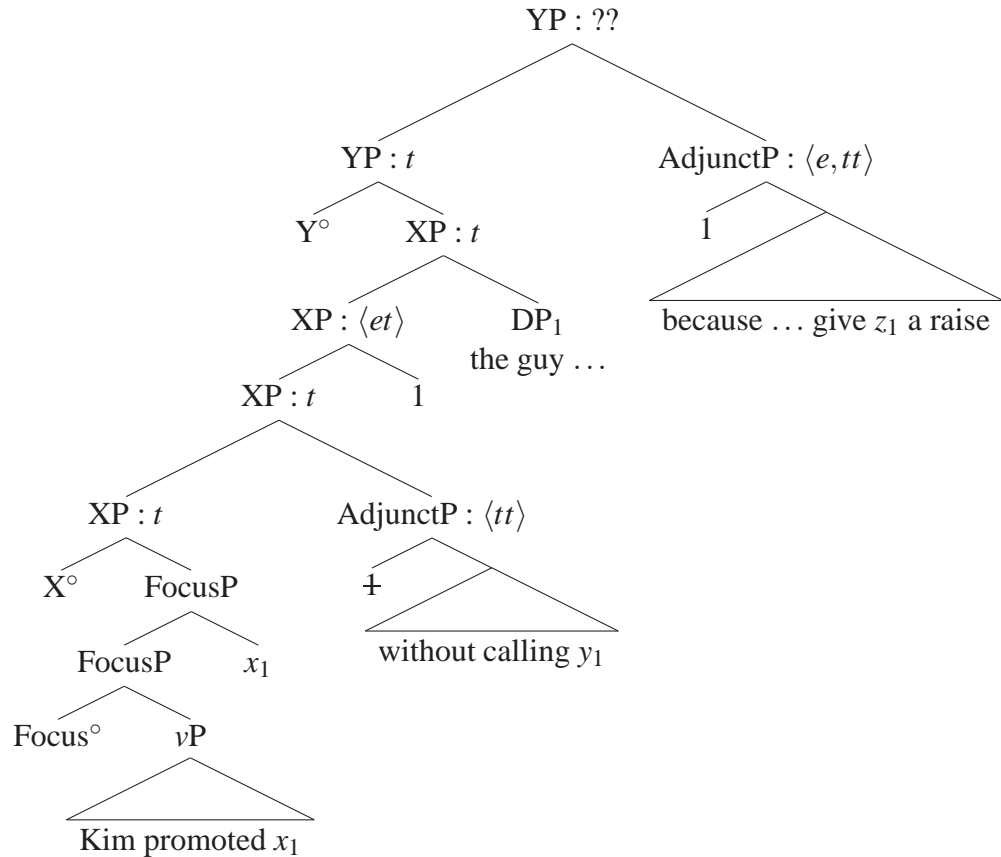 YP : ??
YP : t AdjunctP : ⟨e,tt⟩
Y° XP : t 1
XP : ⟨et⟩ DP₁ because … give z₁ a raise
the guy …
XP : t 1
XP : t AdjunctP : ⟨tt⟩
X° FocusP 1̶
FocusP x₁ without calling y₁
Focus° vP
Kim promoted x₁